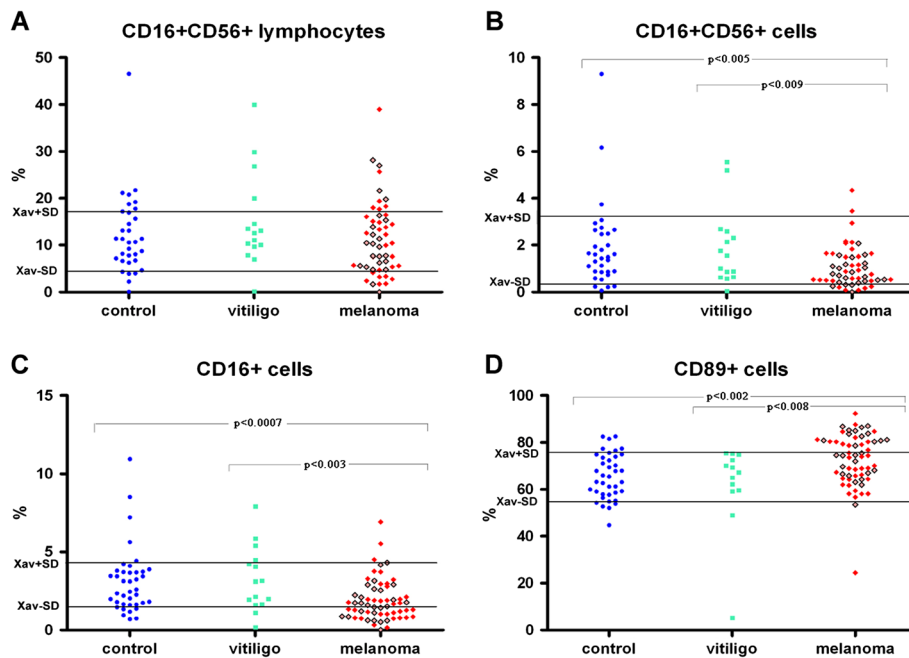 A
CD16+CD56+ lymphocytes
50
40
30
20
10
0
%
Xav+SD
Xav-SD
control
vitiligo
melanoma
B
CD16+CD56+ cells
10
8
6
4
2
0
%
p<0.005
p<0.009
Xav+SD
Xav-SD
control
vitiligo
melanoma
C
CD16+ cells
15
10
5
0
%
p<0.0007
p<0.003
Xav+SD
Xav-SD
control
vitiligo
melanoma
D
CD89+ cells
100
80
60
40
20
0
%
p<0.002
p<0.008
Xav+SD
Xav-SD
control
vitiligo
melanoma